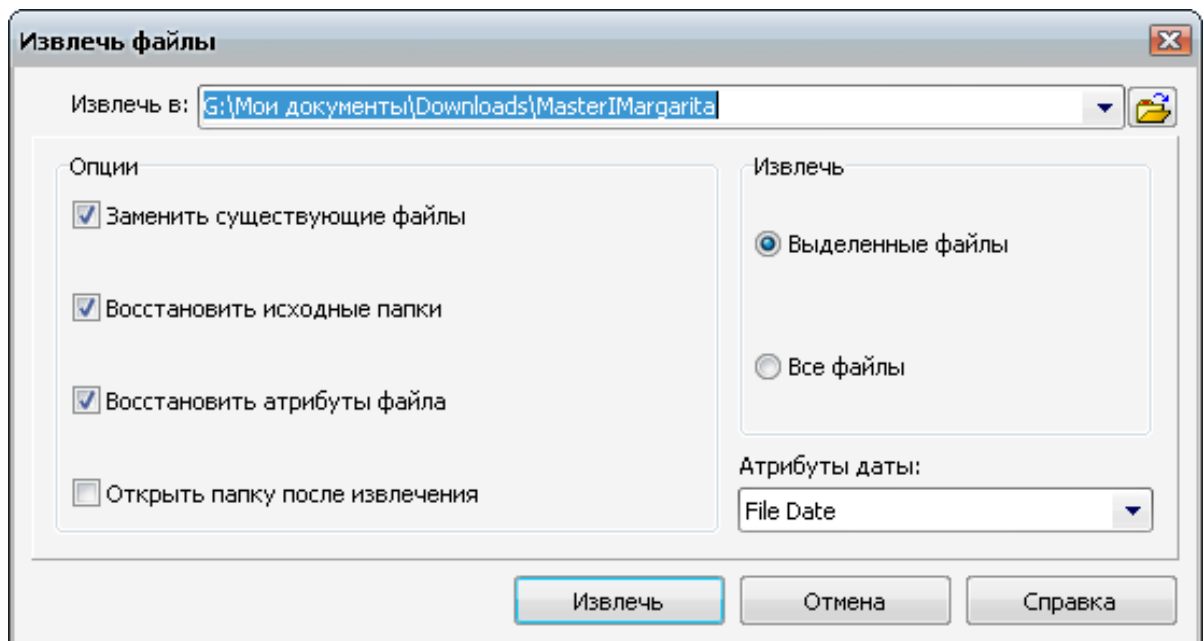 Извлечь файлы
Извлечь в: G:\Мои документы\Downloads\MasterIMargarita
Опции
Заменить существующие файлы
Восстановить исходные папки
Восстановить атрибуты файла
Открыть папку после извлечения
Извлечь
Выделенные файлы
Все файлы
Атрибуты даты:
File Date
Извлечь
Отмена
Справка